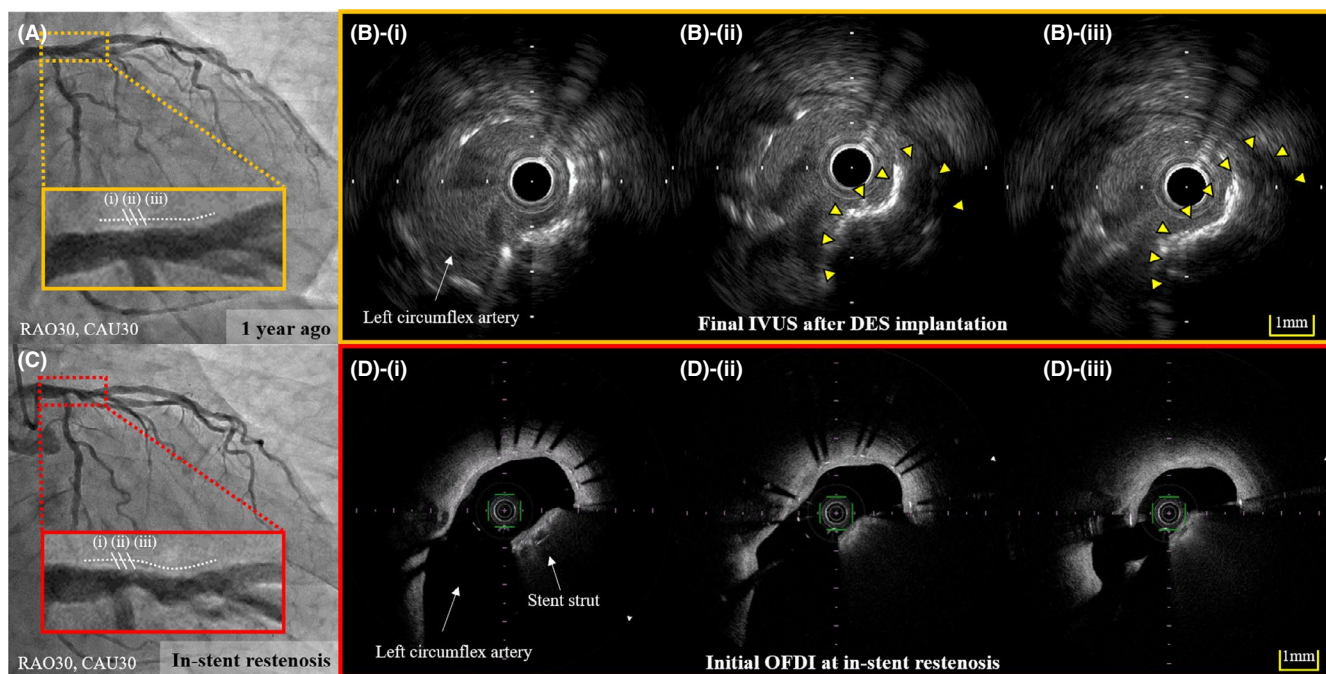 (A)
(i) (ii) (iii)
RAO30, CAU30
1 year ago
(B)-(i)
(B)-(ii)
(B)-(iii)
Left circumflex artery
Final IVUS after DES implantation
1mm
(C)
(i) (ii) (iii)
RAO30, CAU30
In-stent restenosis
(D)-(i)
(D)-(ii)
(D)-(iii)
Stent strut
Left circumflex artery
Initial OFDI at in-stent restenosis
1mm